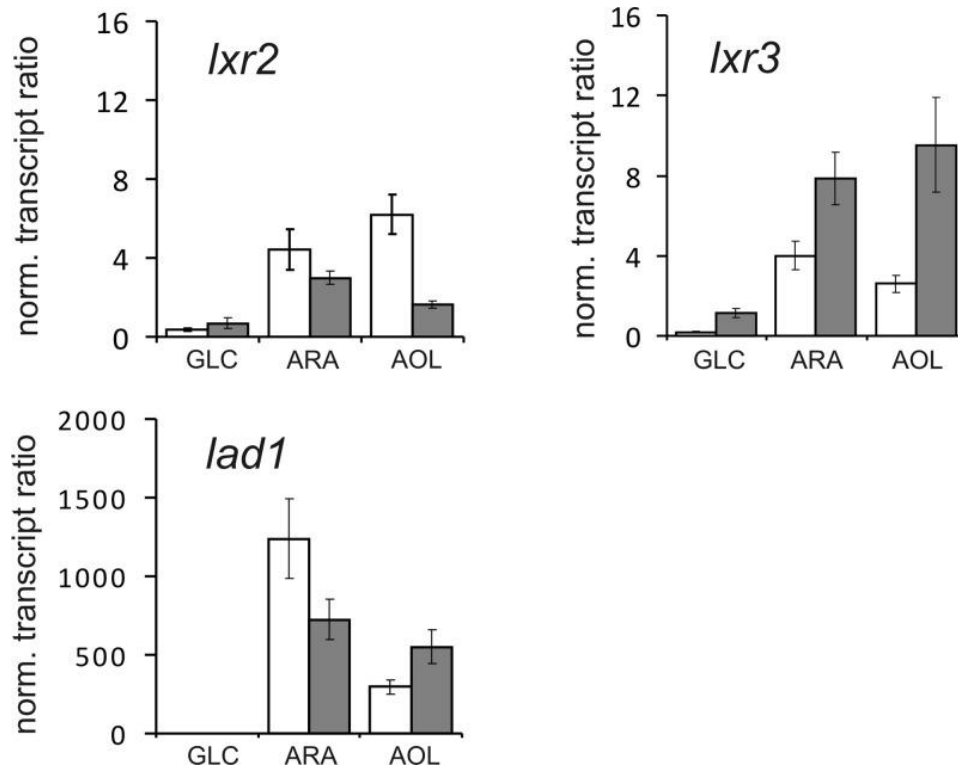 norm. transcript ratio
16
12
8
4
0
lxr2
GLC ARA AOL
norm. transcript ratio
16
12
8
4
0
lxr3
GLC ARA AOL
norm. transcript ratio
2000
1500
1000
500
0
lad1
GLC ARA AOL